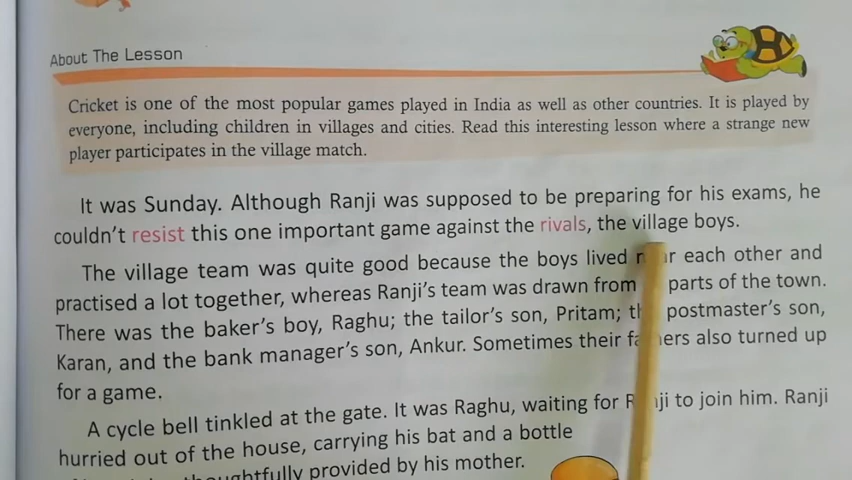 About The Lesson
Cricket is one of the most popular games played in India as well as other countries. It is played by
everyone, including children in villages and cities. Read this interesting lesson where a strange new
player participates in the village match.
It was Sunday. Although Ranji was supposed to be preparing for his exams, he
couldn't resist this one important game against the rivals, the village boys.
The village team was quite good because the boys lived each other and
practised a lot together, whereas Ranji's team was drawn from parts of the town.
There was the baker's boy, Raghu; the tailor's son, Pritam; postmaster's son,
Karan, and the bank manager's son, Ankur. Sometimes their also turned up
for a game.
A cycle bell tinkled at the gate. It was Raghu, waiting for Ranji to join him. Ranji
hurried out of the house, carrying his bat and a bottle
thoughtfully provided by his mother.